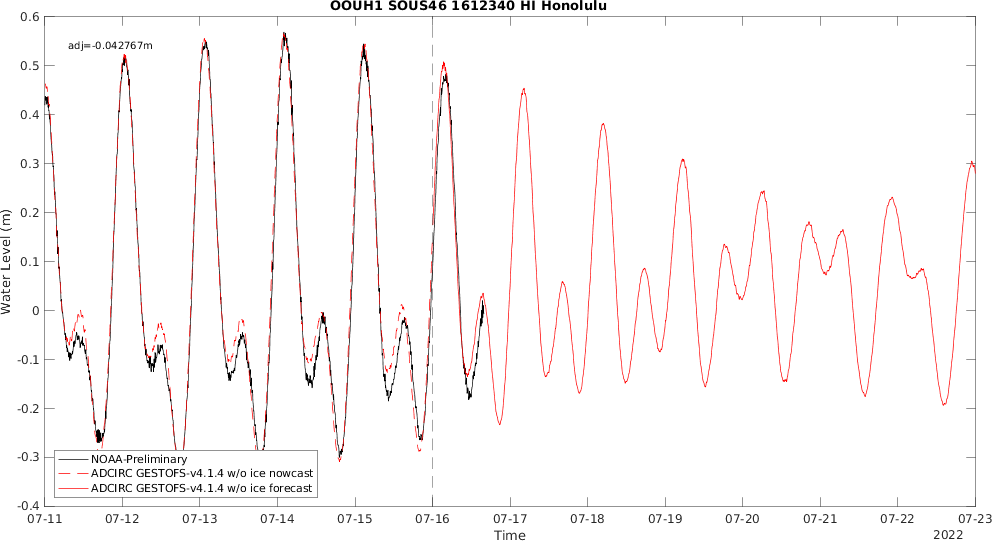 OOUH1 SOUS46 1612340 HI Honolulu
0.6
adj=-0.042767m
0.5
0.4
0.3
0.2
0.1
0
-0.1
-0.2
-0.3
-0.4
Water Level (m)
NOAA-Preliminary
ADCIRC GESTOFS-v4.1.4 w/o ice nowcast
ADCIRC GESTOFS-v4.1.4 w/o ice forecast
07-11 07-12 07-13 07-14 07-15 07-16 07-17 07-18 07-19 07-20 07-21 07-22 07-23
Time
2022